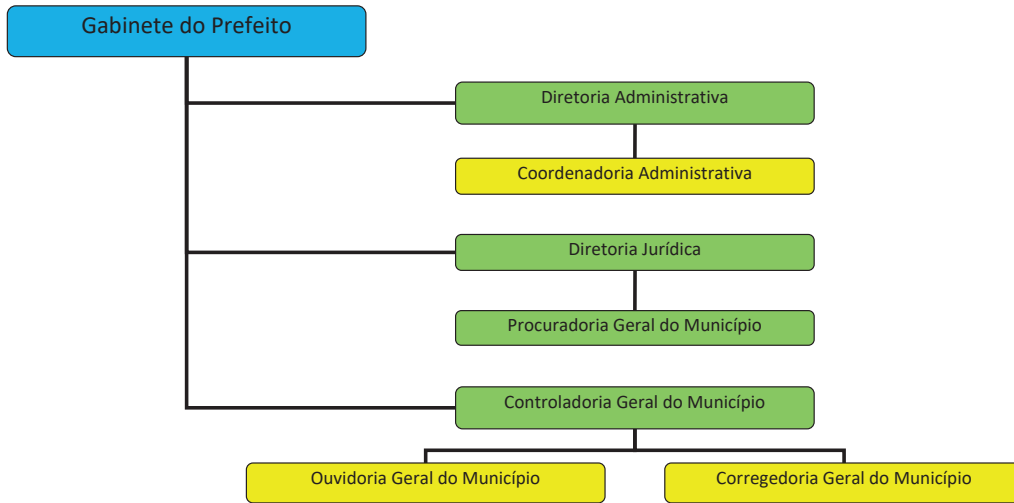 Gabinete do Prefeito
Diretoria Administrativa
Coordenadoria Administrativa
Diretoria Jurídica
Procuradoria Geral do Município
Controladoria Geral do Município
Ouvidoria Geral do Município
Corregedoria Geral do Município